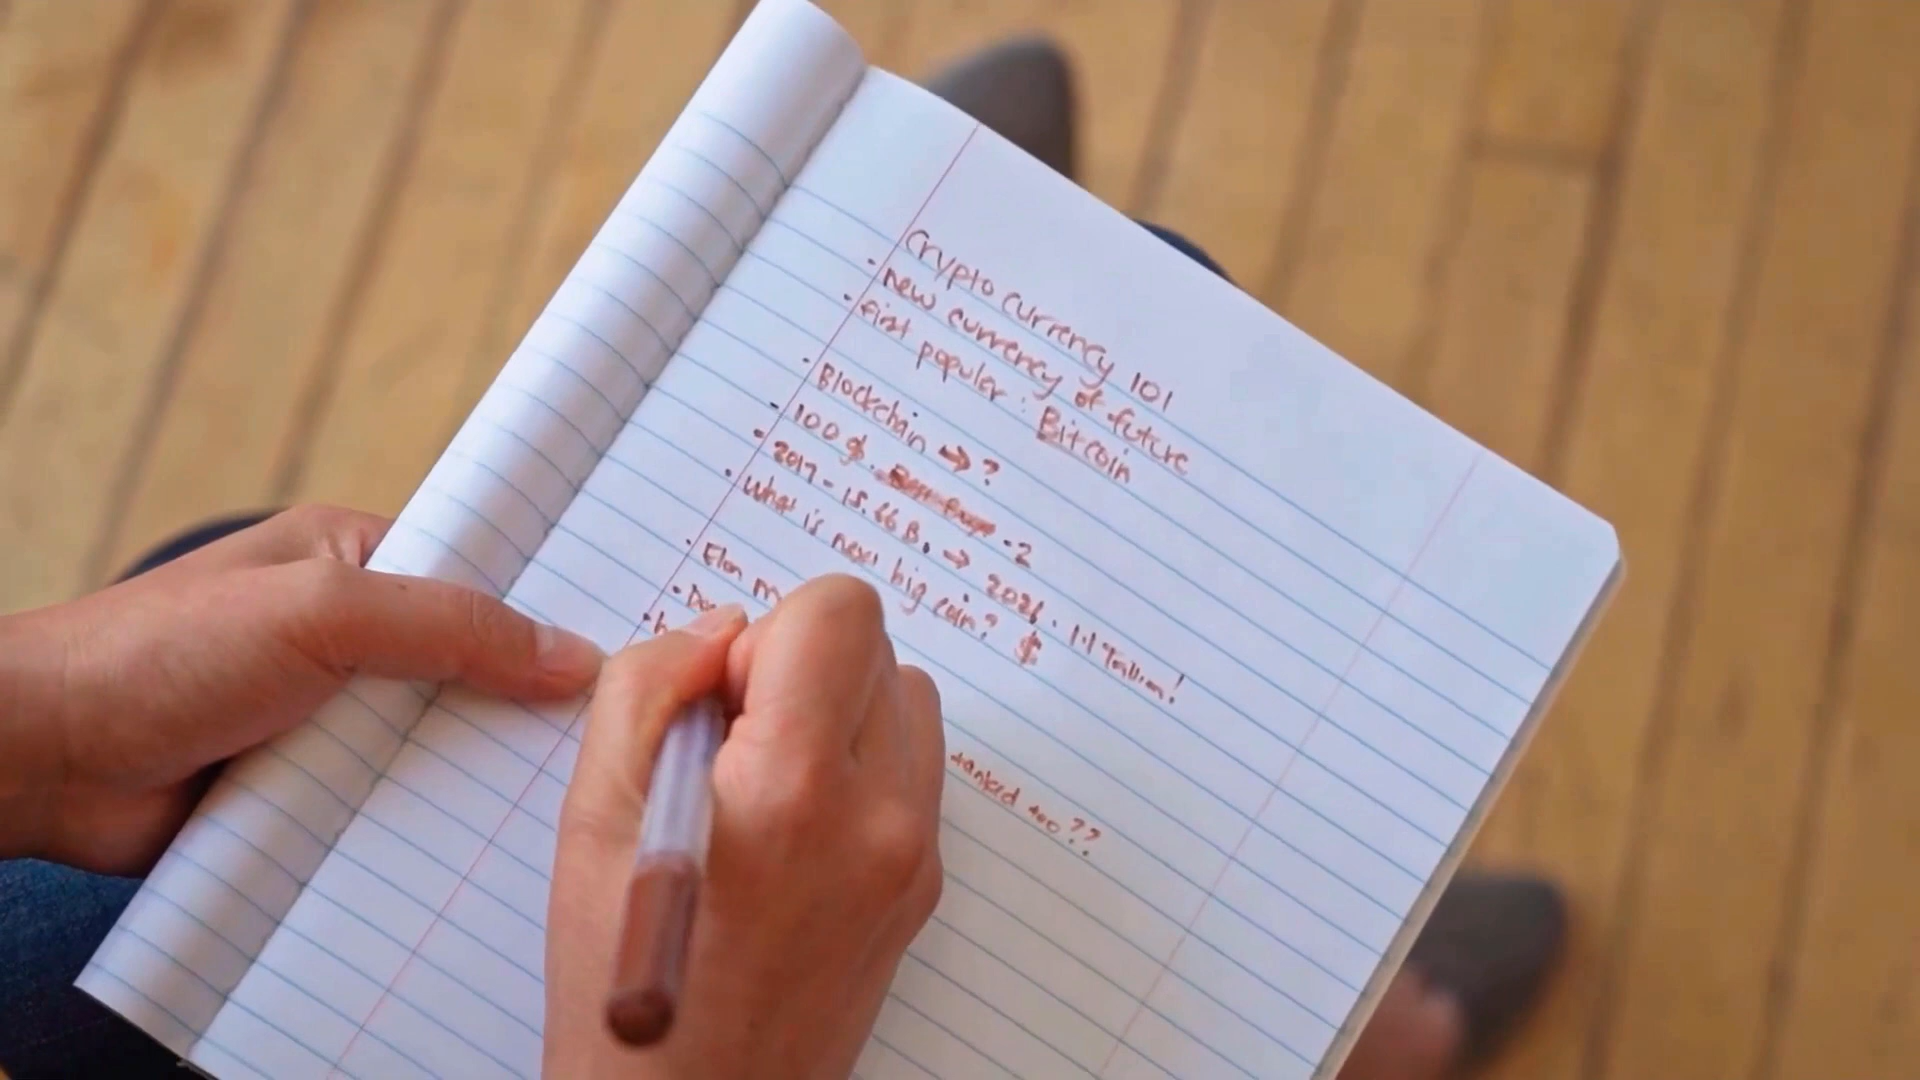 Crypto currency 101
• new currency of future
• first popular : Bitcoin
• Blockchain → ?
- 100 $. -2
• 2017 - 15.66 B. → 2021 • 1.1 Trillion!
• What is next big coin? $
• Elon
tanked too ??